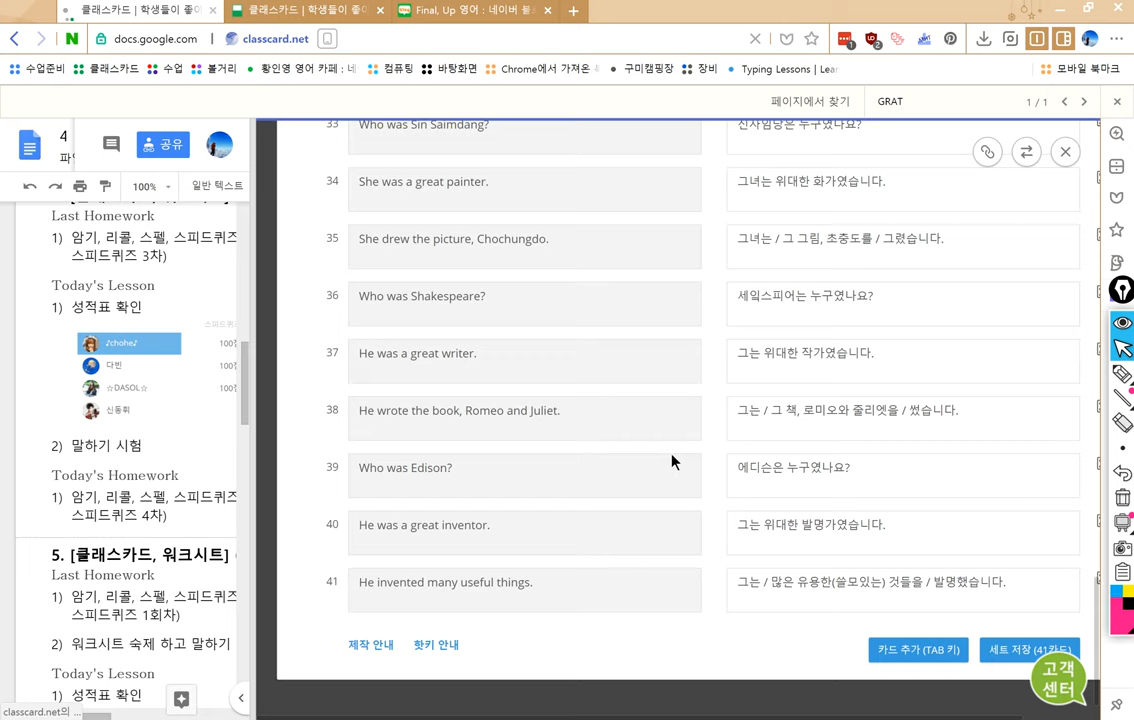 클래스카드 | 학생들이 좋아
클래스카드 | 학생들이 좋아
Final, Up 영어 : 네이버 블
docs.google.com
classcard.net
수업준비
클래스카드
수업
볼거리
황인영 영어 카페 : 네
컴퓨팅
바탕화면
Chrome에서 가져온
구미캠핑장
장비
Typing Lessons | Lear
모바일 북마크
페이지에서 찾기
GRAT
1 / 1
4
공유
100%
일반 텍스트
Last Homework
1) 암기, 리콜, 스펠, 스피드퀴즈
스피드퀴즈 3차)
Today's Lesson
1) 성적표 확인
♪chohe♪
100점
다빈
100점
☆DASOL☆
100점
신동휘
2) 말하기 시험
Today's Homework
1) 암기, 리콜, 스펠, 스피드퀴즈
스피드퀴즈 4차)
5. [클래스카드, 워크시트]
Last Homework
1) 암기, 리콜, 스펠, 스피드퀴즈
스피드퀴즈 1회차)
2) 워크시트 숙제 하고 말하기
Today's Lesson
1) 성적표 확인
classcard.net의
33 Who was Sin Saimdang? 신사임당은 누구였나요?
34 She was a great painter. 그녀는 위대한 화가였습니다.
35 She drew the picture, Chochungdo. 그녀는 / 그 그림, 초충도를 / 그렸습니다.
36 Who was Shakespeare? 세익스피어는 누구였나요?
37 He was a great writer. 그는 위대한 작가였습니다.
38 He wrote the book, Romeo and Juliet. 그는 / 그 책, 로미오와 줄리엣을 / 썼습니다.
39 Who was Edison? 에디슨은 누구였나요?
40 He was a great inventor. 그는 위대한 발명가였습니다.
41 He invented many useful things. 그는 / 많은 유용한(쓸모있는) 것들을 / 발명했습니다.
제작 안내
핫키 안내
카드 추가 (TAB 키)
세트 저장 (41카드)
고객
센터